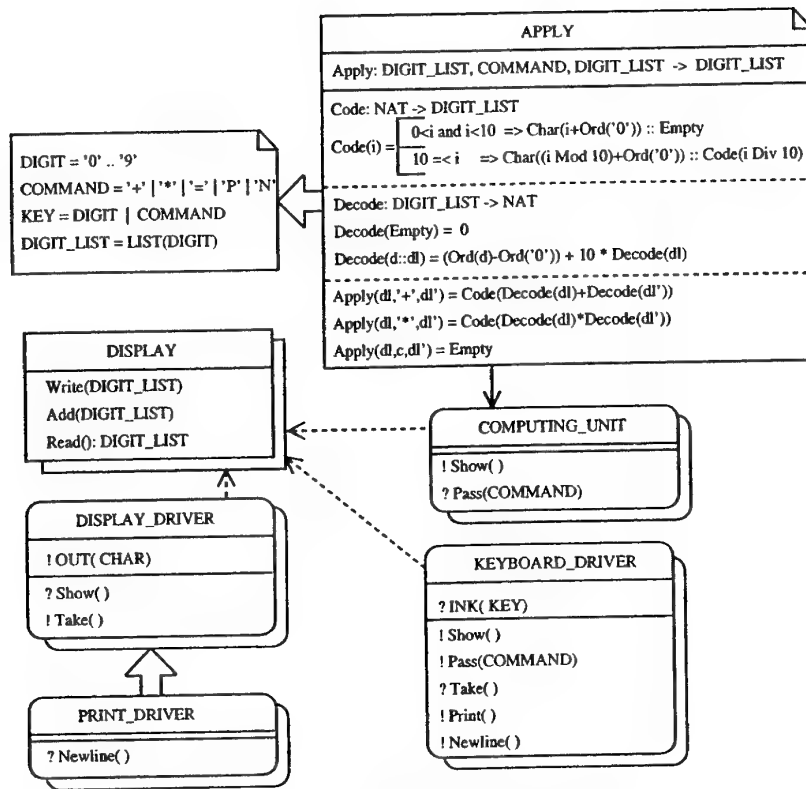 APPLY
Apply: DIGIT_LIST, COMMAND, DIGIT_LIST -> DIGIT_LIST
Code: NAT -> DIGIT_LIST
Code(i) =
0<i and i<10 => Char(i+Ord('0')) :: Empty
10 =< i => Char((i Mod 10)+Ord('0')) :: Code(i Div 10)
Decode: DIGIT_LIST -> NAT
Decode(Empty) = 0
Decode(d::dl) = (Ord(d)-Ord('0')) + 10 * Decode(dl)
Apply(dl,'+',dl') = Code(Decode(dl)+Decode(dl'))
Apply(dl,'*',dl') = Code(Decode(dl)*Decode(dl'))
Apply(dl,c,dl') = Empty
DIGIT = '0' .. '9'
COMMAND = '+' | '*' | '=' | 'P' | 'N'
KEY = DIGIT | COMMAND
DIGIT_LIST = LIST(DIGIT)
DISPLAY
Write(DIGIT_LIST)
Add(DIGIT_LIST)
Read(): DIGIT_LIST
COMPUTING_UNIT
! Show( )
? Pass(COMMAND)
DISPLAY_DRIVER
! OUT( CHAR)
? Show( )
! Take( )
KEYBOARD_DRIVER
? INK( KEY)
! Show( )
! Pass(COMMAND)
? Take( )
! Print( )
! Newline( )
PRINT_DRIVER
? Newline( )